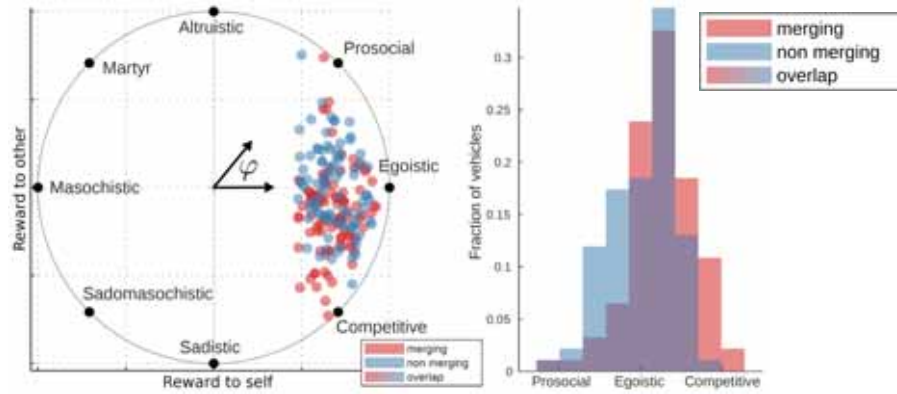 Altruistic
Prosocial
Martyr
φ
Egoistic
Masochistic
Reward to other
Sadomasochistic
Competitive
Sadistic
merging
non merging
overlap
Reward to self
merging
non merging
overlap
0.3
0.25
0.2
0.15
0.1
0.05
0
Fraction of vehicles
Prosocial
Egoistic
Competitive